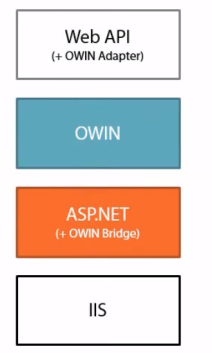 Web API
(+ OWIN Adapter)
OWIN
ASP.NET
(+ OWIN Bridge)
IIS